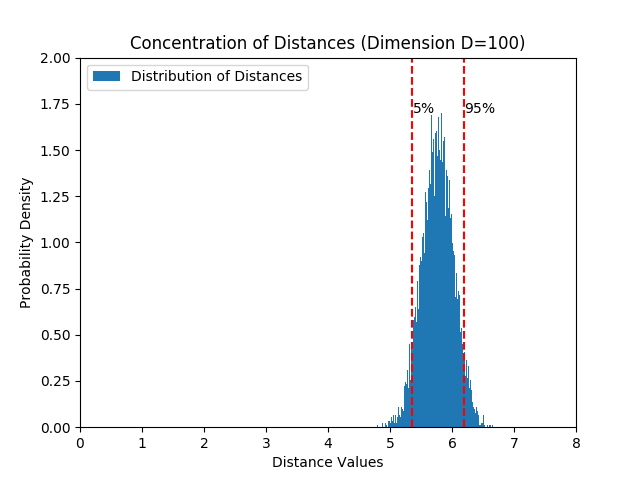 Concentration of Distances (Dimension D=100)
2.00
Distribution of Distances
1.75
5%
95%
1.50
1.25
1.00
0.75
0.50
0.25
0.00
Probability Density
0 1 2 3 4 5 6 7 8
Distance Values